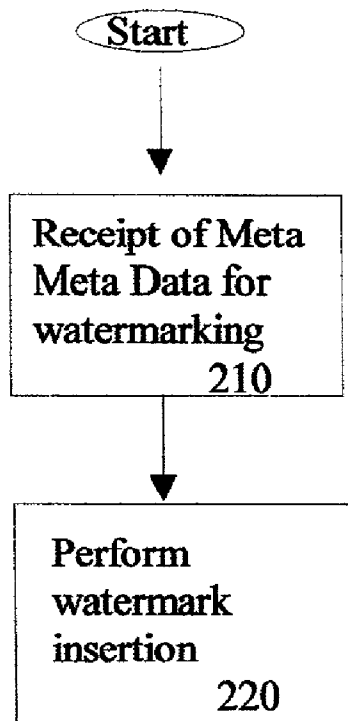 Start
Receipt of Meta
Meta Data for
watermarking
210
Perform
watermark
insertion
220